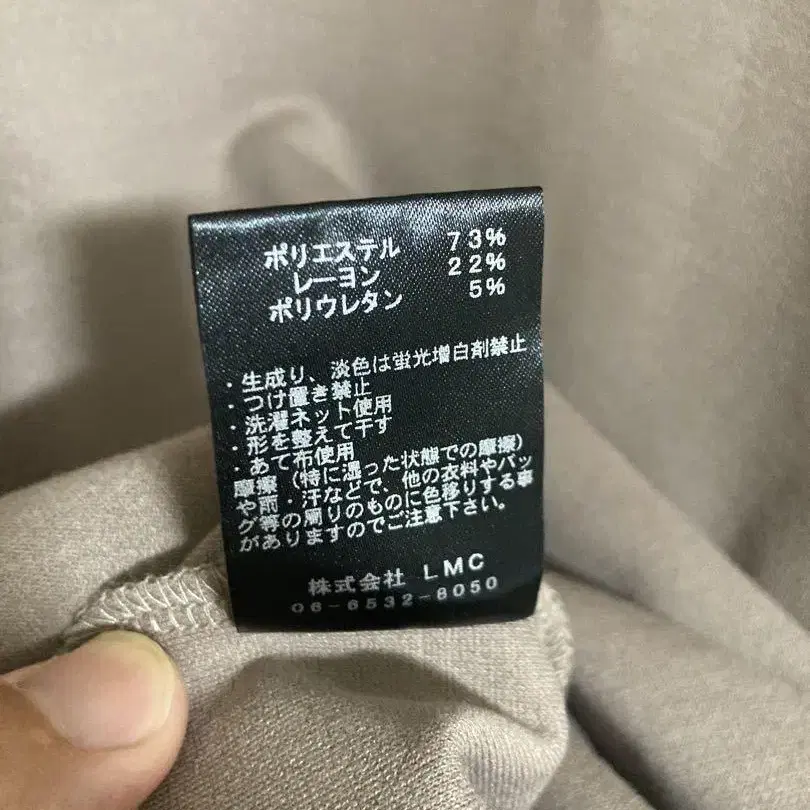 ポリエステル 73%
レーヨン 22%
ポリウレタン 5%
・生成り、淡色は蛍光増白剤禁止
・つけ置き禁止
・洗濯ネット使用
・形を整えて干す
・あて布使用
摩擦(特に湿った状態での摩擦)
や雨・汗などで、他の衣料やバッ
グ等の周りのものに色移りする事
がありますのでご注意下さい。
株式会社 LMC
06-6532-8050